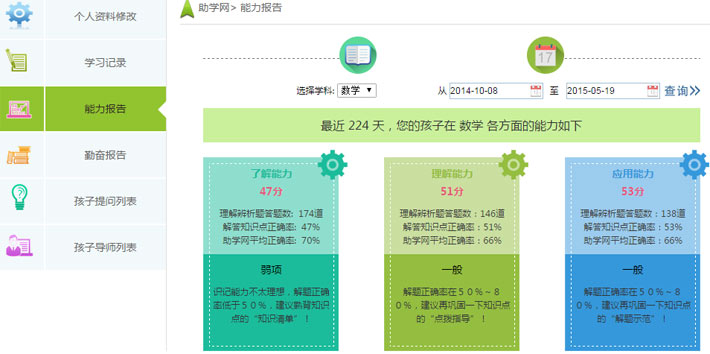 个人资料修改
学习记录
能力报告
勤奋报告
孩子提问列表
孩子导师列表
助学网> 能力报告
17
选择学科: 数学 从 2014-10-08 至 2015-05-19 查询
最近 224 天，您的孩子在 数学 各方面的能力如下
了解能力
47分
理解辨析题答题数: 174道
解答知识点正确率: 47%
助学网平均正确率: 70%
弱项
识记能力不太理想，解题正确
率低于５０％，建议熟背知识
点的“知识清单”！
理解能力
51分
理解辨析题答题数：146道
解答知识点正确率：51%
助学网平均正确率：66%
一般
解题正确率在５０％～８
０％，建议再巩固一下知识点
的“点拨指导”！
应用能力
53分
理解辨析题答题数：138道
解答知识点正确率：53%
助学网平均正确率：66%
一般
解题正确率在５０％～８
０％，建议再巩固一下知识点
的“解题示范”！